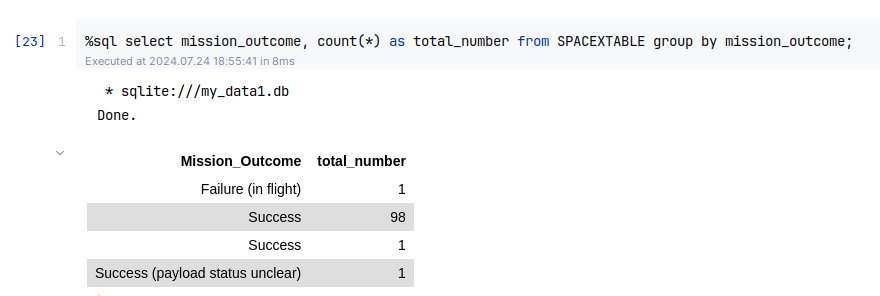 [23] 1 %sql select mission_outcome, count(*) as total_number from SPACEXTABLE group by mission_outcome;
Executed at 2024.07.24 18:55:41 in 8ms
* sqlite:///my_data1.db
Done.
Mission_Outcome total_number
Failure (in flight) 1
Success 98
Success 1
Success (payload status unclear) 1